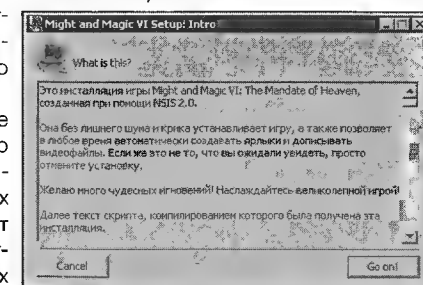 Might and Magic VI Setup: Intro
What is this?
Это инсталляция игры Might and Magic VI: The Mandate of Heaven,
созданная при помощи NSIS 2.0.
Она без лишнего шума и крика устанавливает игру, а также позволяет
в любое время автоматически создавать ярлыки и дописывать
видеофайлы. Если же это не то, что вы ожидали увидеть, просто
отмените установку.
Желаю много чудесных мгновений! Наслаждайтесь великолепной игрой!
Далее текст скрипта, компилированием которого была получена эта
инсталляция.
Cancel
Go on!